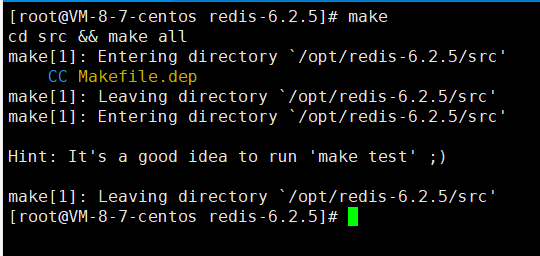 [root@VM-8-7-centos redis-6.2.5]# make
cd src && make all
make[1]: Entering directory `/opt/redis-6.2.5/src'
    CC Makefile.dep
make[1]: Leaving directory `/opt/redis-6.2.5/src'
make[1]: Entering directory `/opt/redis-6.2.5/src'

Hint: It's a good idea to run 'make test' ;)

make[1]: Leaving directory `/opt/redis-6.2.5/src'
[root@VM-8-7-centos redis-6.2.5]#